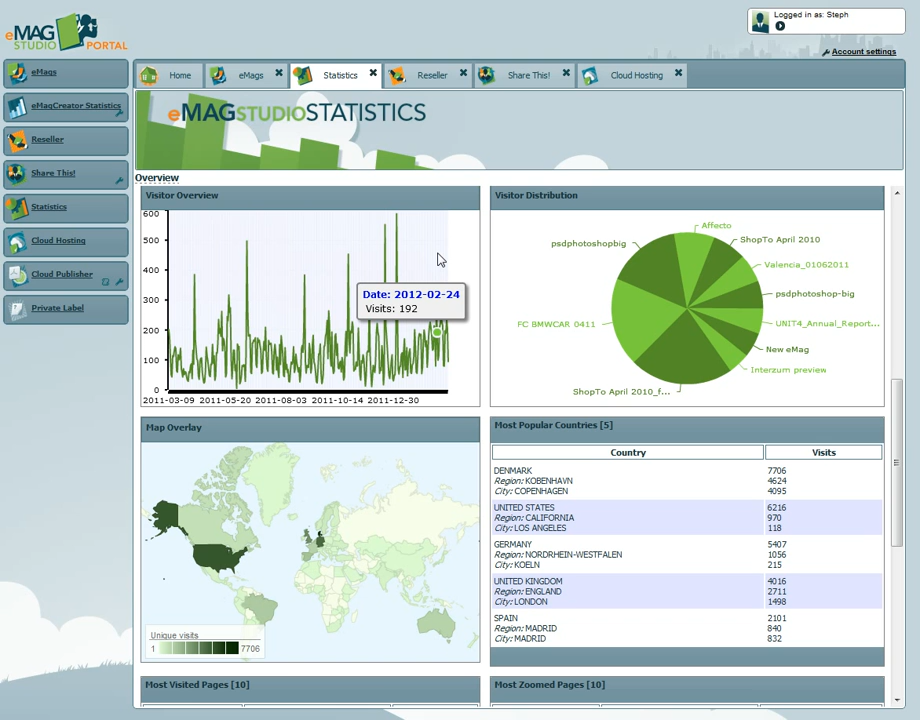 eMAG
STUDIO PORTAL
Logged in as: Steph
Account settings
eMags
eMagCreator Statistics
Reseller
Share This!
Statistics
Cloud Hosting
Cloud Publisher
Private Label
Home
eMags
Statistics
Reseller
Share This!
Cloud Hosting
eMAGSTUDIOSTATISTICS
Overview
Visitor Overview
600
500
400
300
200
100
0
2011-03-09 2011-05-20 2011-08-03 2011-10-14 2011-12-30
Date: 2012-02-24
Visits: 192
Visitor Distribution
Affecto
ShopTo April 2010
Valencia_01062011
psdphotoshop-big
UNIT4_Annual_Report...
New eMag
Interzum preview
ShopTo April 2010_f...
FC BMWCAR 0411
psdphotoshopbig
Map Overlay
Unique visits
1 7706
Most Popular Countries [5]
Country Visits
DENMARK 7706
Region: KOBENHAVN 4624
City: COPENHAGEN 4095
UNITED STATES 6216
Region: CALIFORNIA 970
City: LOS ANGELES 118
GERMANY 5407
Region: NORDRHEIN-WESTFALEN 1056
City: KOELN 215
UNITED KINGDOM 4016
Region: ENGLAND 2711
City: LONDON 1498
SPAIN 2101
Region: MADRID 840
City: MADRID 832
Most Visited Pages [10]
Most Zoomed Pages [10]